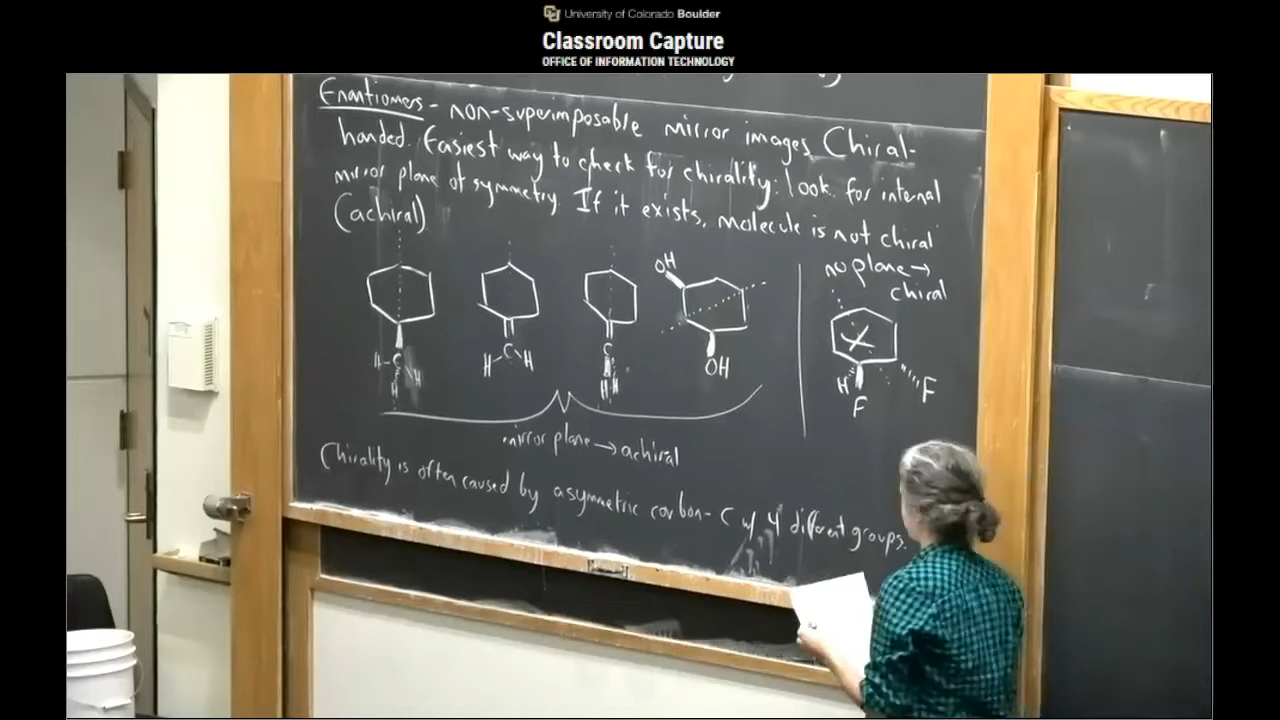 University of Colorado Boulder
Classroom Capture
OFFICE OF INFORMATION TECHNOLOGY
Enantiomers - non-superimposable mirror images. Chiral-
handed. Easiest way to check for chirality: look for internal
mirror plane of symmetry. If it exists, molecule is not chiral
(achiral)
no plane →
chiral
OH
OH
C
H
H
H
C
H
H
C
H
H
H
F
F
mirror plane → achiral
Chirality is often caused by asymmetric carbon - C w/ 4 different groups.